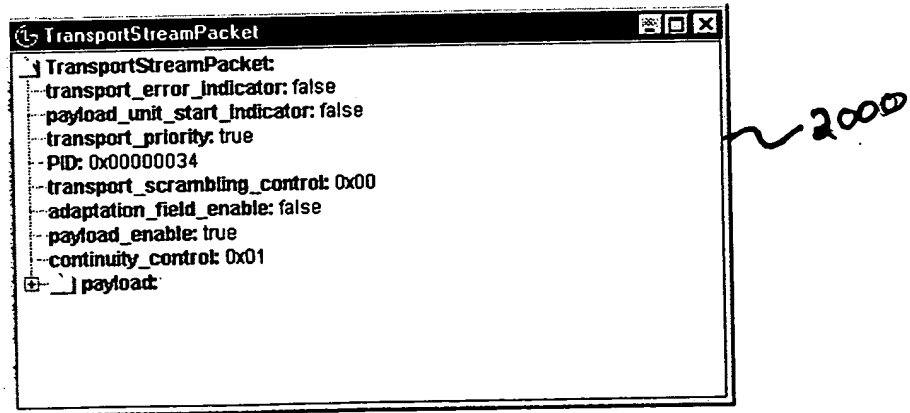 TransportStreamPacket
TransportStreamPacket:
transport_error_indicator: false
payload_unit_start_indicator: false
transport_priority: true
PID: 0x00000034
transport_scrambling_control: 0x00
adaptation_field_enable: false
payload_enable: true
continuity_control: 0x01
payload:
2000